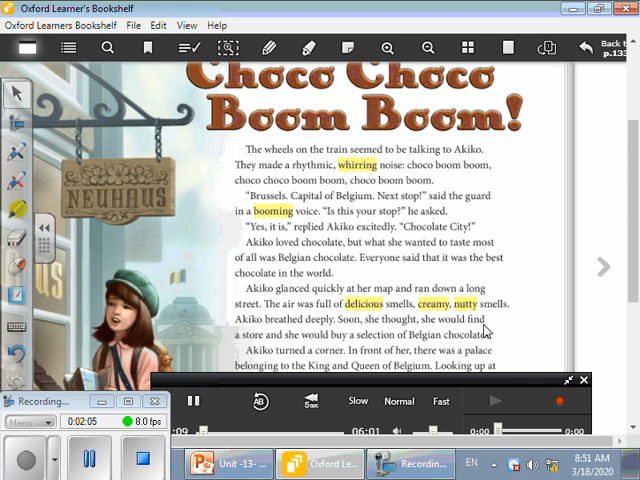 Oxford Learner's Bookshelf
Oxford Learners Bookshelf File Edit View Help
Back t
p.133
Choco Choco
Boom Boom!
NEUHAUS
The wheels on the train seemed to be talking to Akiko.
They made a rhythmic, whirring noise: choco boom boom,
choco choco boom boom, choco boom boom.
“Brussels. Capital of Belgium. Next stop!” said the guard
in a booming voice. “Is this your stop?” he asked.
“Yes, it is,” replied Akiko excitedly. “Chocolate City!”
Akiko loved chocolate, but what she wanted to taste most
of all was Belgian chocolate. Everyone said that it was the best
chocolate in the world.
Akiko glanced quickly at her map and ran down a long
street. The air was full of delicious smells, creamy, nutty smells.
Akiko breathed deeply. Soon, she thought, she would find
a store and she would buy a selection of Belgian chocolate
Akiko turned a corner. In front of her, there was a palace
belonging to the King and Queen of Belgium. Looking up at
AB 5 sec Slow Normal Fast
:09 06:01 0:00 0:00
Recording...
Menu 0:02:05 8.0 fps
Unit -13- ... Oxford Le... Recording... EN 8:51 AM
3/18/2020